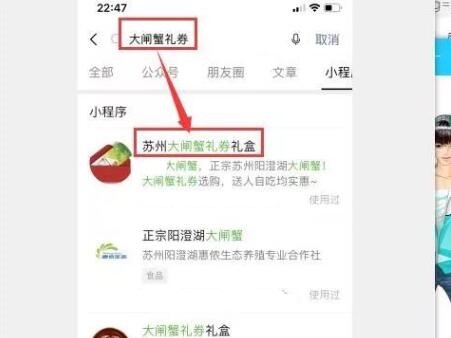 22:47
大闸蟹礼券
取消
全部 公众号 朋友圈 文章 小程序
小程序
苏州大闸蟹礼券礼盒
大闸蟹，正宗苏州阳澄湖大闸蟹！
大闸蟹礼券选购，送人自吃均实惠~
使用过
正宗阳澄湖大闸蟹
苏州阳澄湖惠侬生态养殖专业合作社
食品
使用过
大闸蟹礼券礼盒